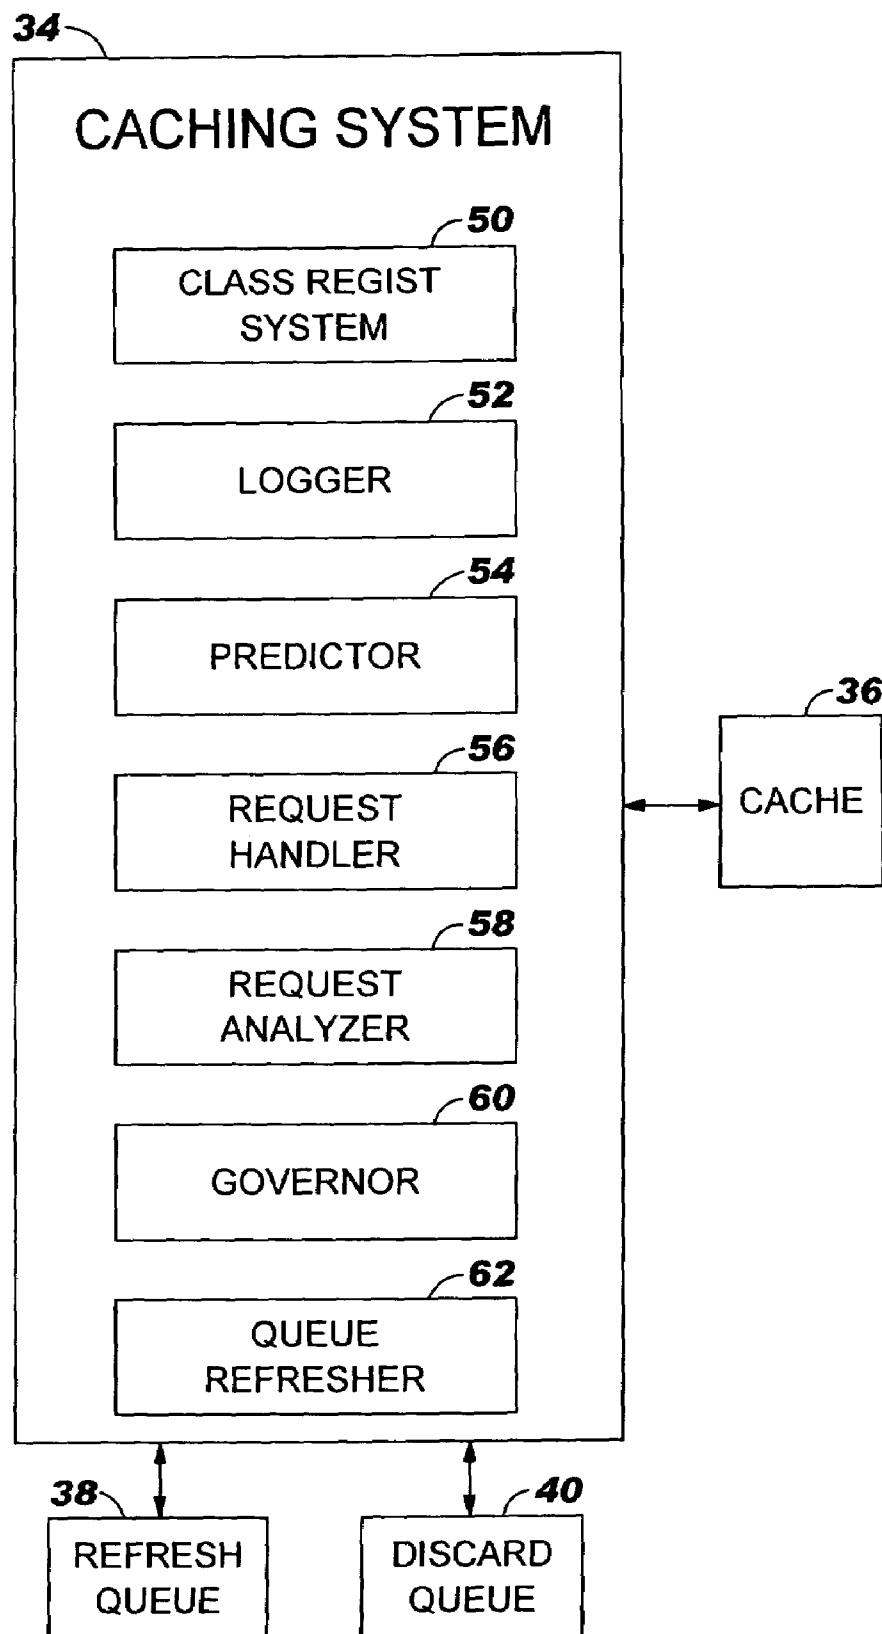 34
CACHING SYSTEM
50
CLASS REGIST
SYSTEM
52
LOGGER
54
PREDICTOR
36
CACHE
56
REQUEST
HANDLER
58
REQUEST
ANALYZER
60
GOVERNOR
62
QUEUE
REFRESHER
38
REFRESH
QUEUE
40
DISCARD
QUEUE